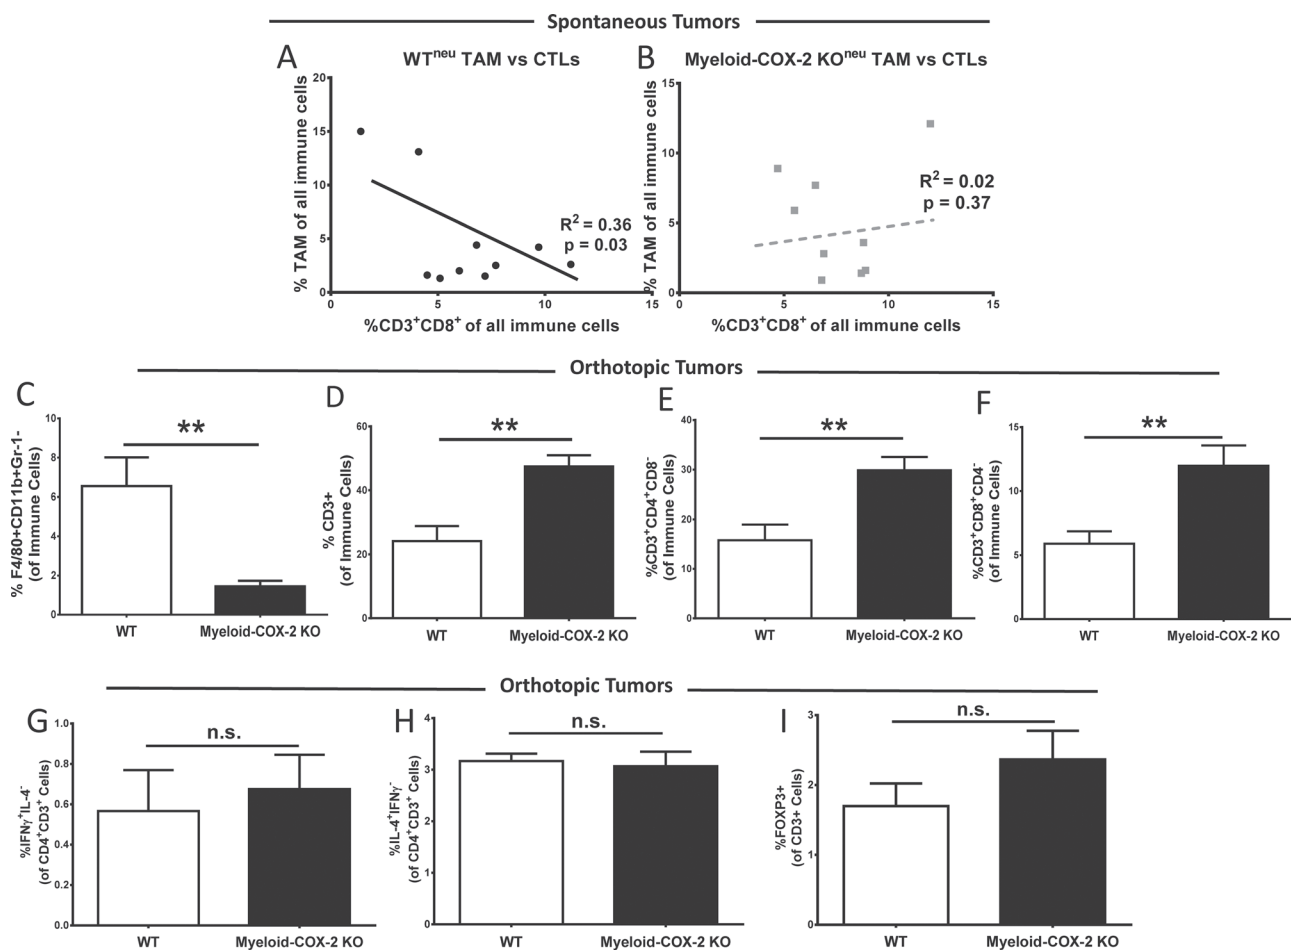 Spontaneous Tumors
A
WTneu TAM vs CTLs
% TAM of all immune cells
20
15
10
5
0
R2 = 0.36
p = 0.03
0 5 10 15
%CD3+CD8+ of all immune cells
B
Myeloid-COX-2 KOneu TAM vs CTLs
% TAM of all immune cells
15
10
5
0
R2 = 0.02
p = 0.37
0 5 10 15
%CD3+CD8+ of all immune cells
Orthotopic Tumors
C
% F4/80+CD11b+Gr-1-
(of Immune Cells)
10
8
6
4
2
0
**
WT Myeloid-COX-2 KO
D
% CD3+
(of Immune Cells)
60
40
20
0
**
WT Myeloid-COX-2 KO
E
%CD3+CD4+CD8-
(of Immune Cells)
40
30
20
10
0
**
WT Myeloid-COX-2 KO
F
%CD3+CD8+CD4-
(of Immune Cells)
15
10
5
0
**
WT Myeloid-COX-2 KO
Orthotopic Tumors
G
%IFNγ+IL-4-
(of CD4+CD3+ Cells)
1.0
0.8
0.6
0.4
0.2
0.0
n.s.
WT Myeloid-COX-2 KO
H
%IL-4+IFNγ-
(of CD4+CD3+ Cells)
4
3
2
1
0
n.s.
WT Myeloid-COX-2 KO
I
%FOXP3+
(of CD3+ Cells)
3
2
1
0
n.s.
WT Myeloid-COX-2 KO